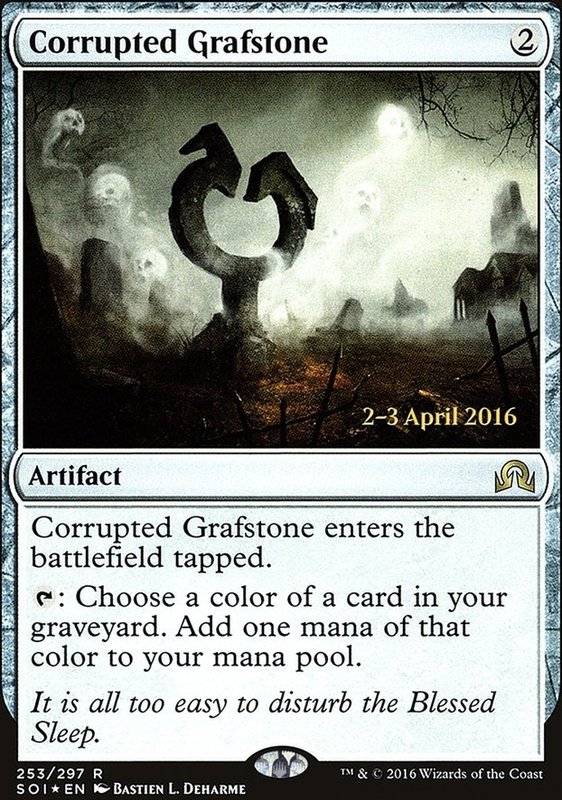 Corrupted Grafstone 2
2–3 April 2016
Artifact
Corrupted Grafstone enters the
battlefield tapped.
: Choose a color of a card in your
graveyard. Add one mana of that
color to your mana pool.
It is all too easy to disturb the Blessed
Sleep.
253/297 R
SOI★EN Bastien L. Deharme
™ & © 2016 Wizards of the Coast